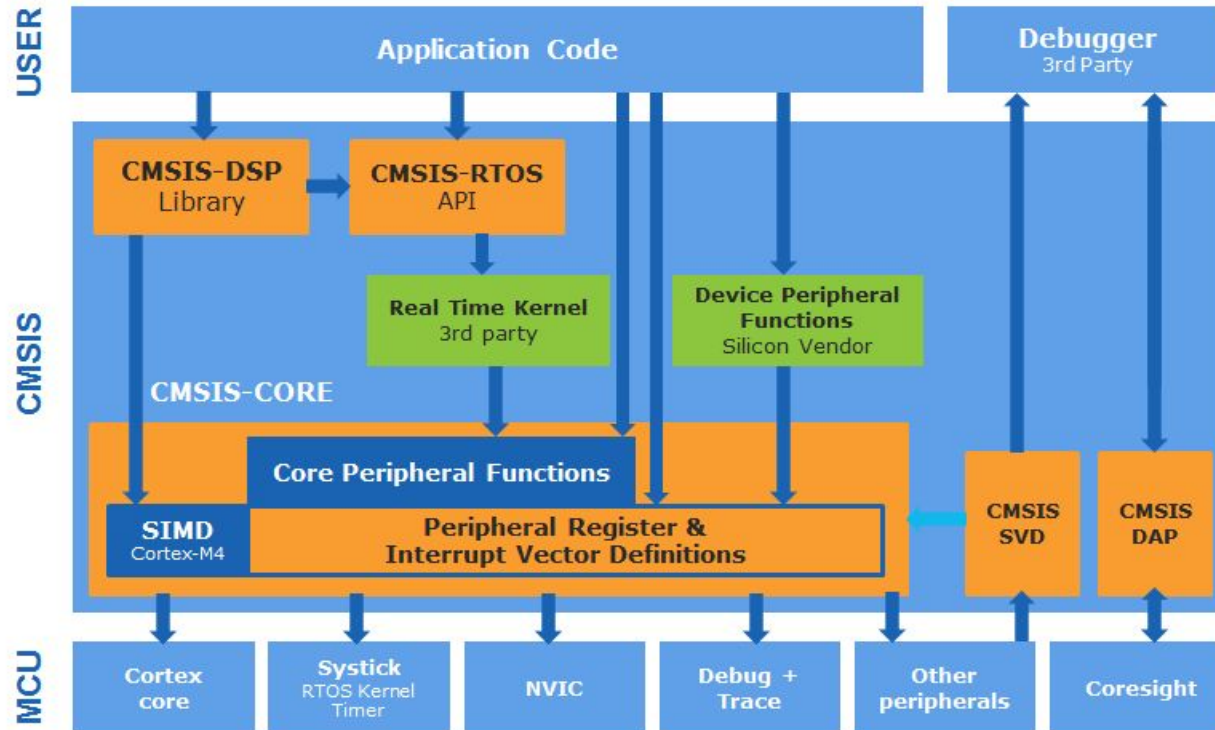 USER
Application Code
Debugger
3rd Party
CMSIS
CMSIS-DSP
Library
CMSIS-RTOS
API
Real Time Kernel
3rd party
Device Peripheral
Functions
Silicon Vendor
CMSIS-CORE
Core Peripheral Functions
SIMD
Cortex-M4
Peripheral Register &
Interrupt Vector Definitions
CMSIS
SVD
CMSIS
DAP
MCU
Cortex
core
Systick
RTOS Kernel
Timer
NVIC
Debug +
Trace
Other
peripherals
Coresight